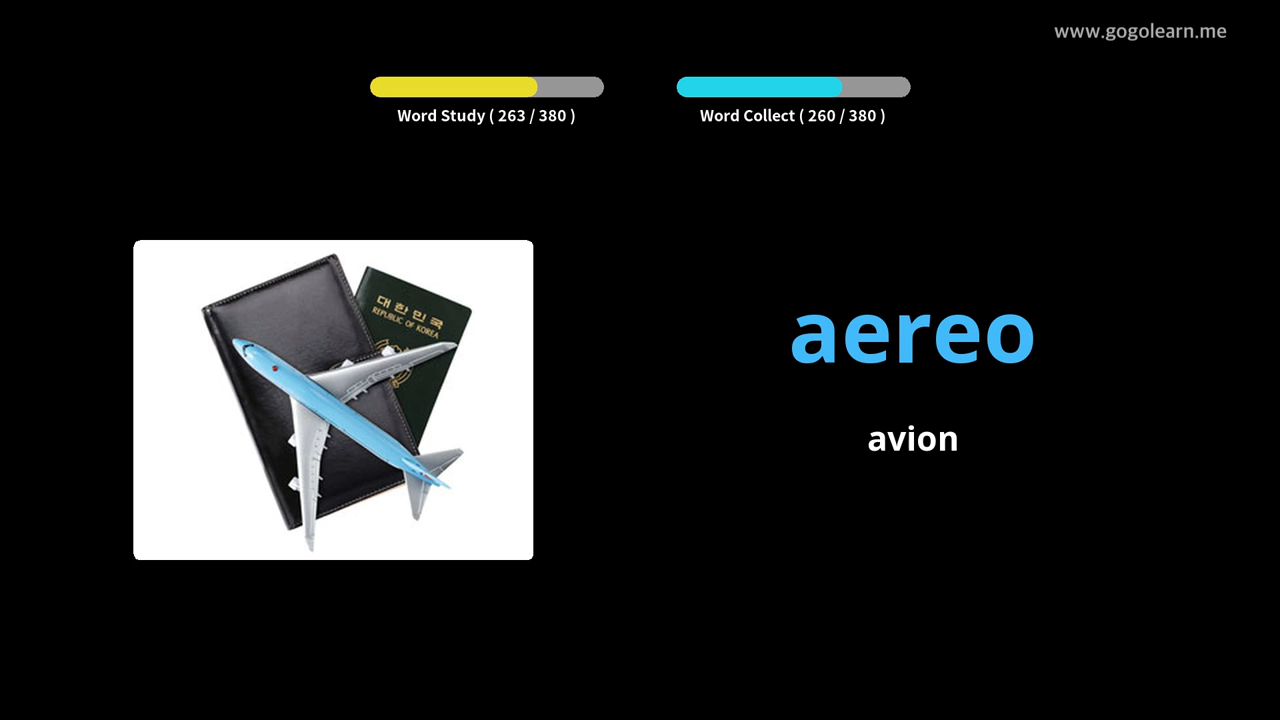 www.gogolearn.me
Word Study ( 263 / 380 )
Word Collect ( 260 / 380 )
대한민국
REPUBLIC OF KOREA
aereo
avion